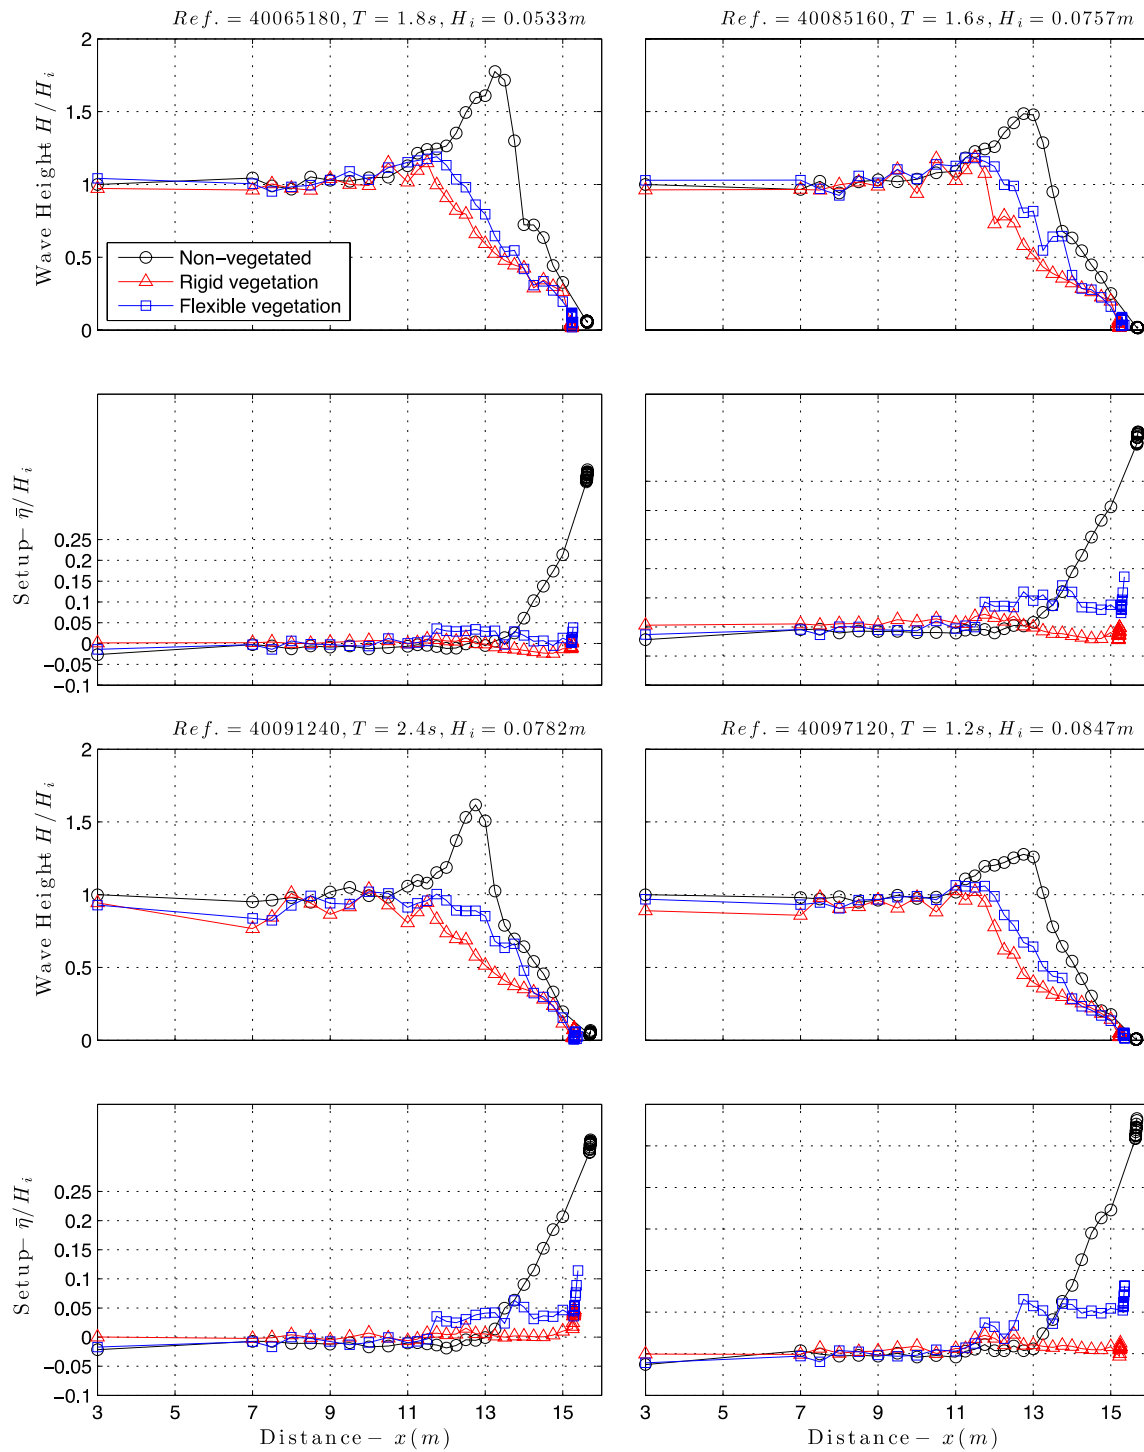 Ref. = 40065180, T = 1.8s, H_i = 0.0533m
Ref. = 40085160, T = 1.6s, H_i = 0.0757m
Wave Height H/H_i
2
1.5
1
0.5
0
Non-vegetated
Rigid vegetation
Flexible vegetation
Setup- η̄/H_i
0.25
0.2
0.15
0.1
0.05
0
-0.05
-0.1
Ref. = 40091240, T = 2.4s, H_i = 0.0782m
Ref. = 40097120, T = 1.2s, H_i = 0.0847m
Wave Height H/H_i
2
1.5
1
0.5
0
Setup- η̄/H_i
0.25
0.2
0.15
0.1
0.05
0
-0.05
-0.1
3 5 7 9 11 13 15
3 5 7 9 11 13 15
Distance- x(m)
Distance- x(m)